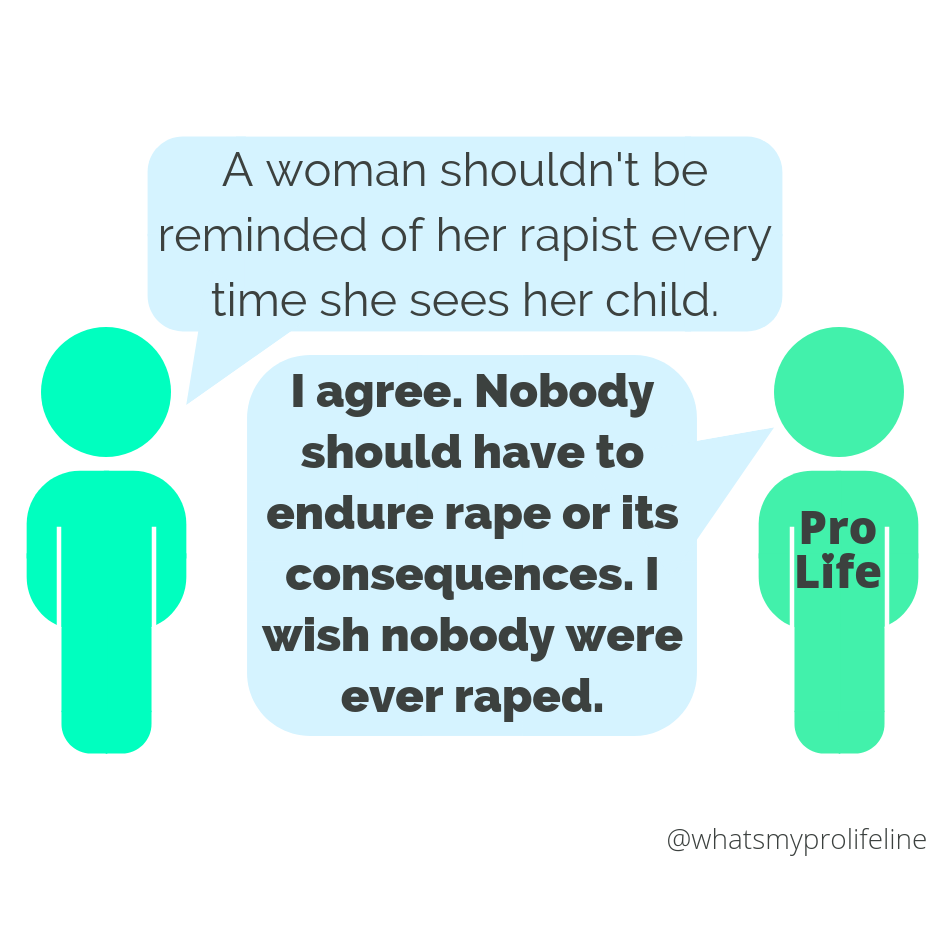 A woman shouldn't be
reminded of her rapist every
time she sees her child.
I agree. Nobody
should have to
endure rape or its
consequences. I
wish nobody were
ever raped.
Pro
Life
@whatsmyprolifeline